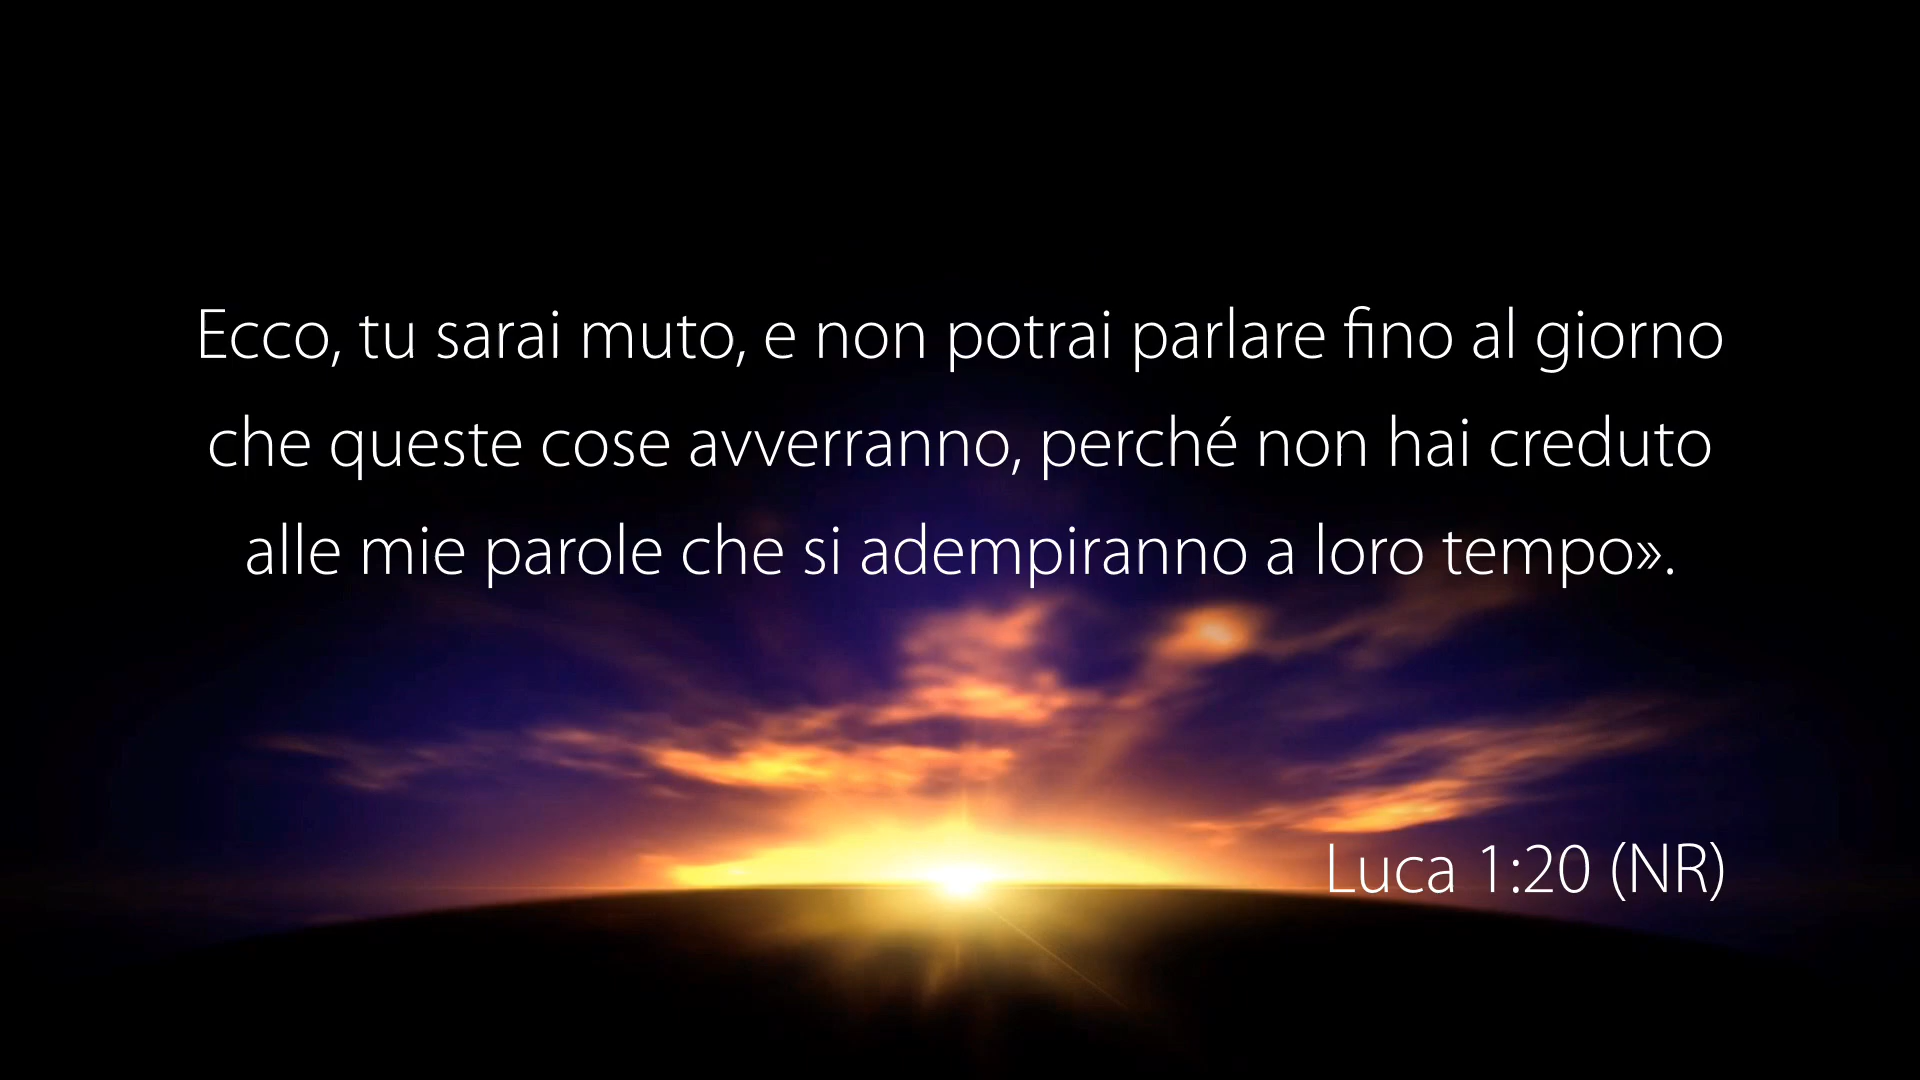 Ecco, tu sarai muto, e non potrai parlare fino al giorno
che queste cose avverranno, perché non hai creduto
alle mie parole che si adempiranno a loro tempo».
Luca 1:20 (NR)